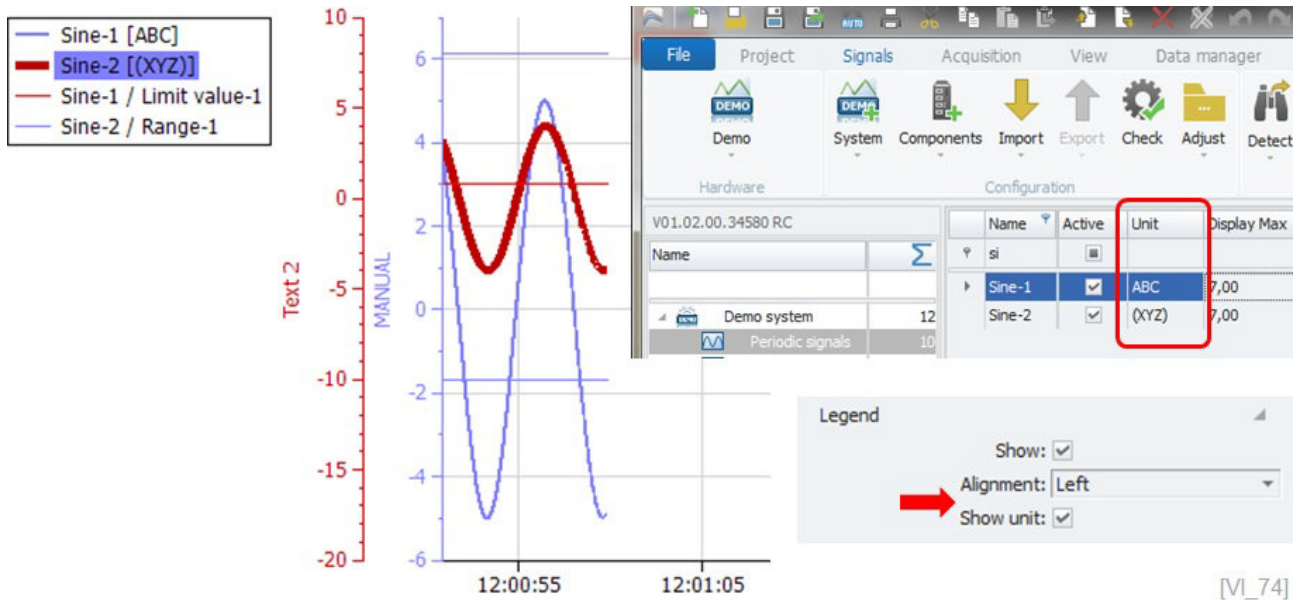 Sine-1 [ABC]
Sine-2 [(XYZ)]
Sine-1 / Limit value-1
Sine-2 / Range-1
10
5
0
-5
-10
-15
-20
Text 2
6
4
2
0
-2
-4
-6
MANUAL
12:00:55
12:01:05
AUTO
File Project Signals Acquisition View Data manager
DEMO DEMO
Demo System Components Import Export Check Adjust Detect
Hardware Configuration
V01.02.00.34580 RC
Name Σ
Demo system 12
Periodic signals 10
Name Active Unit Display Max
si
Sine-1 ABC 7,00
Sine-2 (XYZ) 7,00
Legend
Show:
Alignment: Left
Show unit:
[VI_74]